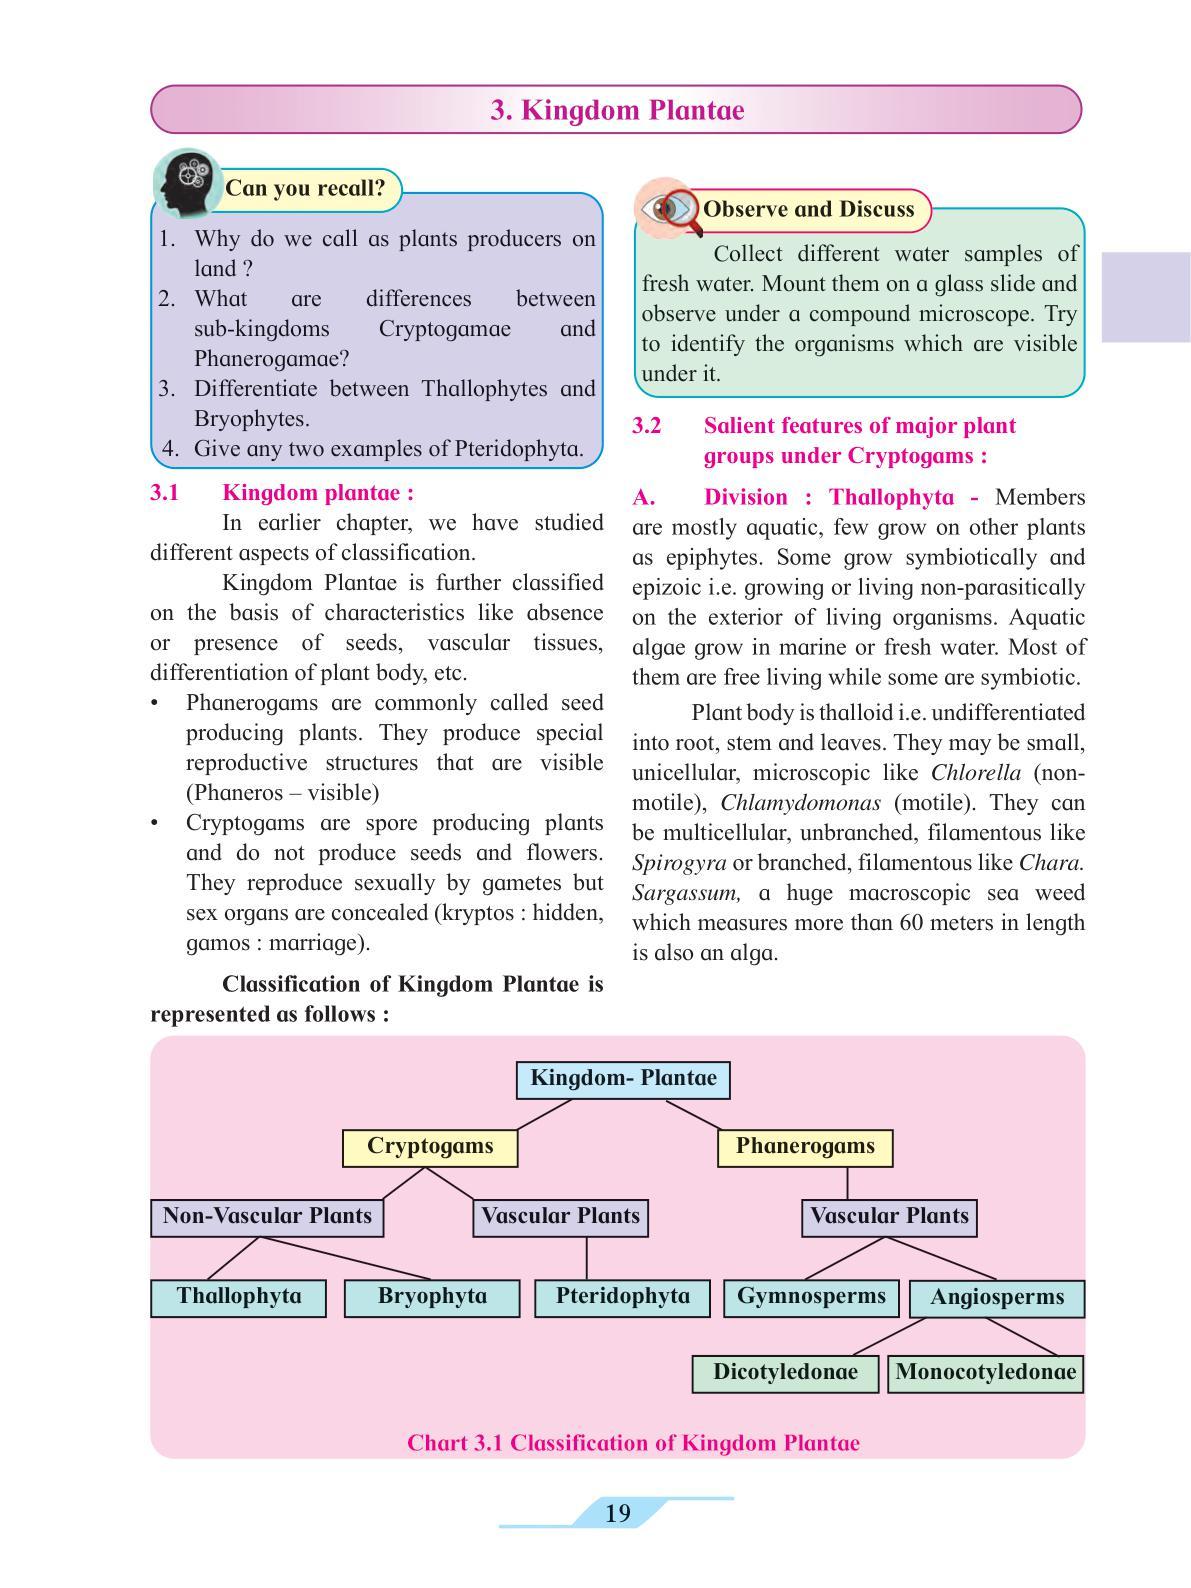 3. Kingdom Plantae
Can you recall?
1. Why do we call as plants producers on
land ?
2. What are differences between
sub-kingdoms Cryptogamae and
Phanerogamae?
3. Differentiate between Thallophytes and
Bryophytes.
4. Give any two examples of Pteridophyta.
3.1 Kingdom plantae :
In earlier chapter, we have studied
different aspects of classification.
Kingdom Plantae is further classified
on the basis of characteristics like absence
or presence of seeds, vascular tissues,
differentiation of plant body, etc.
• Phanerogams are commonly called seed
producing plants. They produce special
reproductive structures that are visible
(Phaneros – visible)
• Cryptogams are spore producing plants
and do not produce seeds and flowers.
They reproduce sexually by gametes but
sex organs are concealed (kryptos : hidden,
gamos : marriage).
Classification of Kingdom Plantae is
represented as follows :
Observe and Discuss
Collect different water samples of
fresh water. Mount them on a glass slide and
observe under a compound microscope. Try
to identify the organisms which are visible
under it.
3.2 Salient features of major plant
groups under Cryptogams :
A. Division : Thallophyta - Members
are mostly aquatic, few grow on other plants
as epiphytes. Some grow symbiotically and
epizoic i.e. growing or living non-parasitically
on the exterior of living organisms. Aquatic
algae grow in marine or fresh water. Most of
them are free living while some are symbiotic.
Plant body is thalloid i.e. undifferentiated
into root, stem and leaves. They may be small,
unicellular, microscopic like Chlorella (non-
motile), Chlamydomonas (motile). They can
be multicellular, unbranched, filamentous like
Spirogyra or branched, filamentous like Chara.
Sargassum, a huge macroscopic sea weed
which measures more than 60 meters in length
is also an alga.
Kingdom- Plantae
Cryptogams Phanerogams
Non-Vascular Plants Vascular Plants Vascular Plants
Thallophyta Bryophyta Pteridophyta Gymnosperms Angiosperms
Dicotyledonae Monocotyledonae
Chart 3.1 Classification of Kingdom Plantae
19